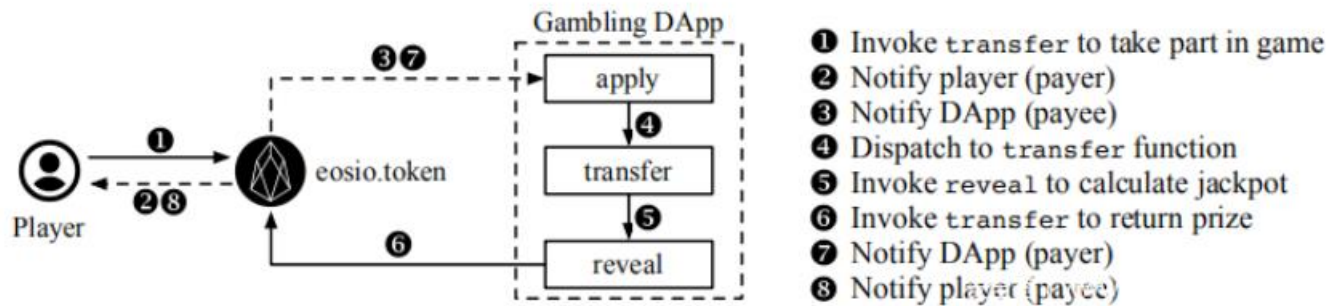 Gambling DApp
❸❼
apply
❹
❶
eosio.token
transfer
❷❽
Player
❺
❻
reveal
❶ Invoke transfer to take part in game
❷ Notify player (payer)
❸ Notify DApp (payee)
❹ Dispatch to transfer function
❺ Invoke reveal to calculate jackpot
❻ Invoke transfer to return prize
❼ Notify DApp (payer)
❽ Notify player (payee)